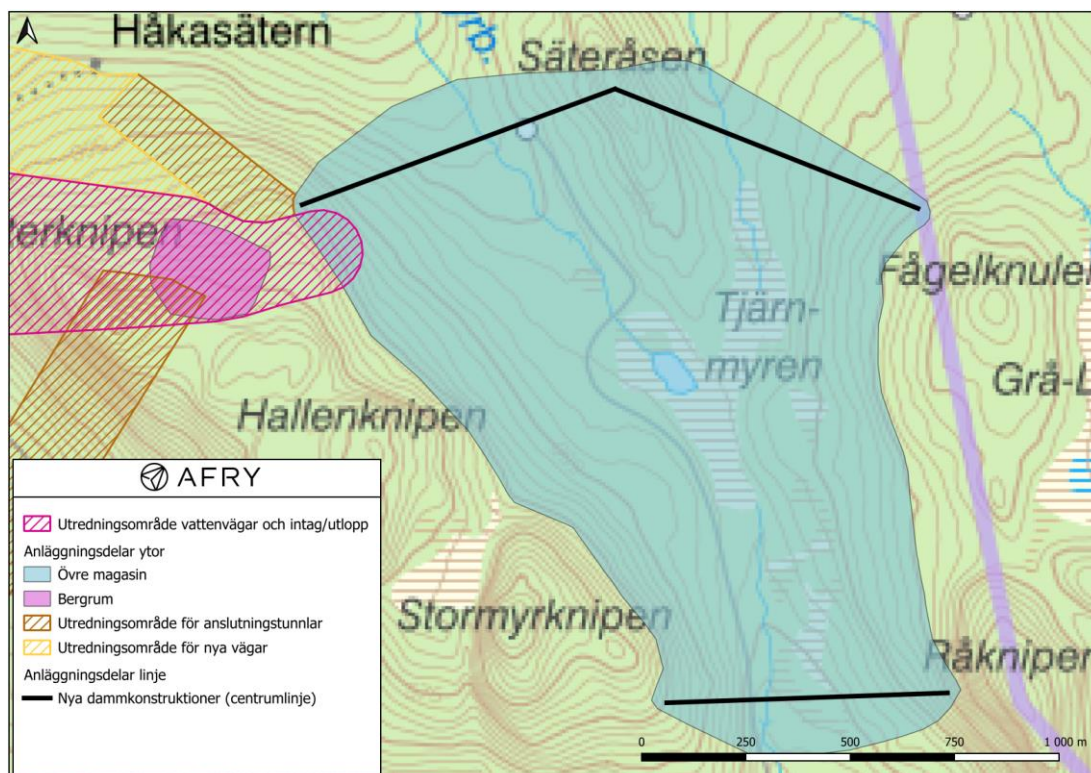 Håkasätern
Säteråsen
Fågelknulen
Tjärn-
myren
Grå-L
Hallenknipen
Stormyrknipen
Råknipen
AFRY
Utredningsområde vattenvägar och intag/utlopp
Anläggningsdelar ytor
Övre magasin
Bergrum
Utredningsområde för anslutningstunnlar
Utredningsområde för nya vägar
Anläggningsdelar linje
Nya dammkonstruktioner (centrumlinje)
0 250 500 750 1 000 m